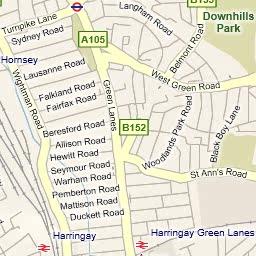 Turnpike Lane
Langham Road
B155
Downhills
Park
Sydney Road
A105
Belmont Road
Hornsey
Lausanne Road
West Green Road
Wightman Road
Falkland Road
Fairfax Road
Green Lanes
Woodlands Park Road
Black Boy Lane
Beresford Road
B152
Allison Road
Hewitt Road
Seymour Road
St Ann's Road
Warham Road
Pemberton Road
Mattison Road
Duckett Road
Harringay
Harringay Green Lanes